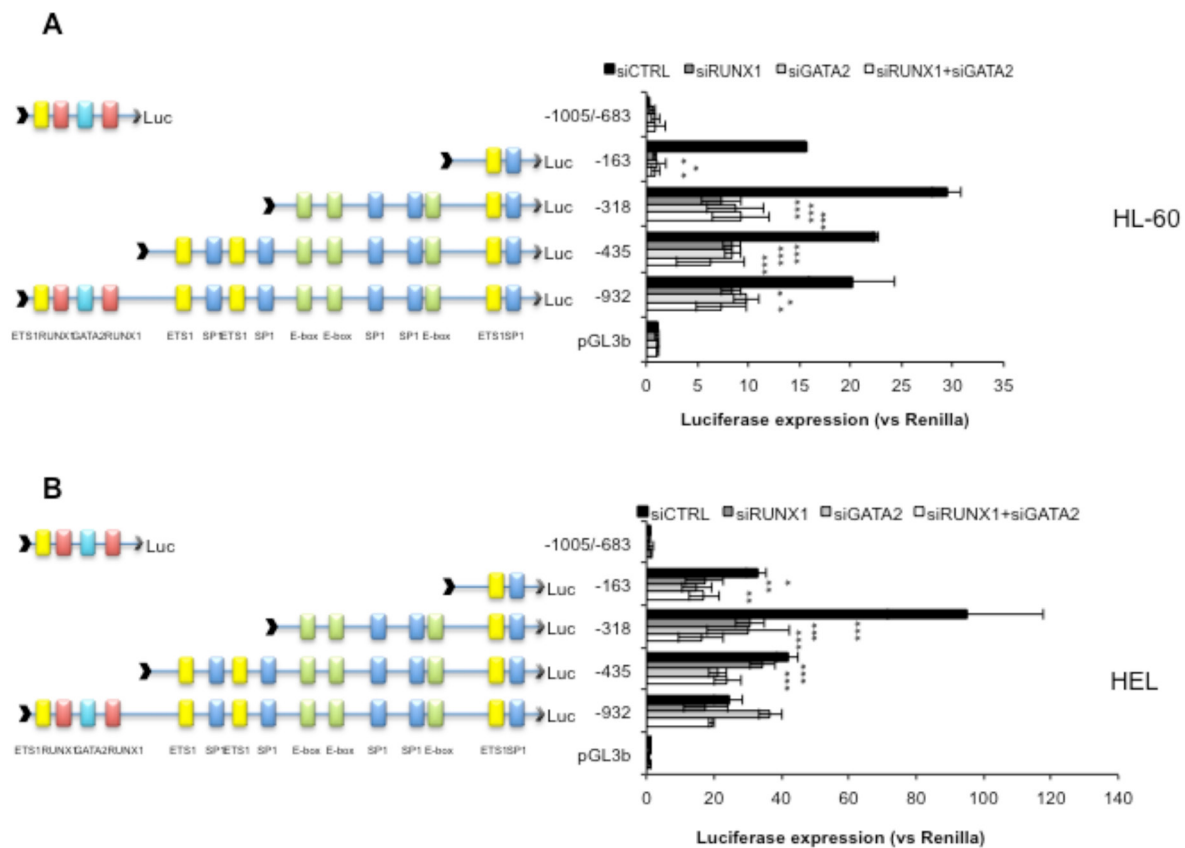 A
■siCTRL ■siRUNX1 □siGATA2 □siRUNX1+siGATA2
Luc -1005/-683
Luc -163
Luc -318
Luc -435
Luc -932
ETS1RUNX1GATA2RUNX1 ETS1 SP1ETS1 SP1 E-box E-box SP1 SP1 E-box ETS1SP1
pGL3b
HL-60
0 5 10 15 20 25 30 35
Luciferase expression (vs Renilla)
B
■siCTRL ■siRUNX1 □siGATA2 □siRUNX1+siGATA2
Luc -1005/-683
Luc -163
Luc -318
Luc -435
Luc -932
ETS1RUNX1GATA2RUNX1 ETS1 SP1ETS1 SP1 E-box E-box SP1 SP1 E-box ETS1SP1
pGL3b
HEL
0 20 40 60 80 100 120 140
Luciferase expression (vs Renilla)